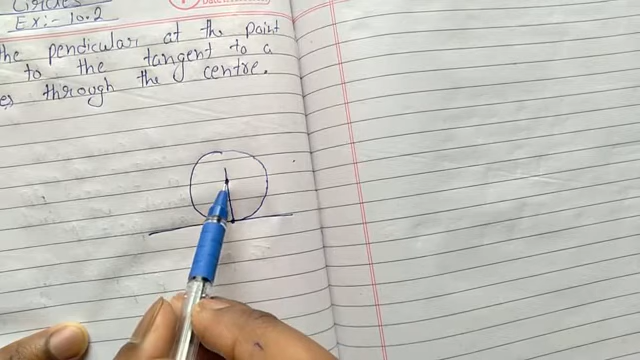 Circles
Ex:- 10.2
the pendicular at the point
to the tangent to a
es through the centre.